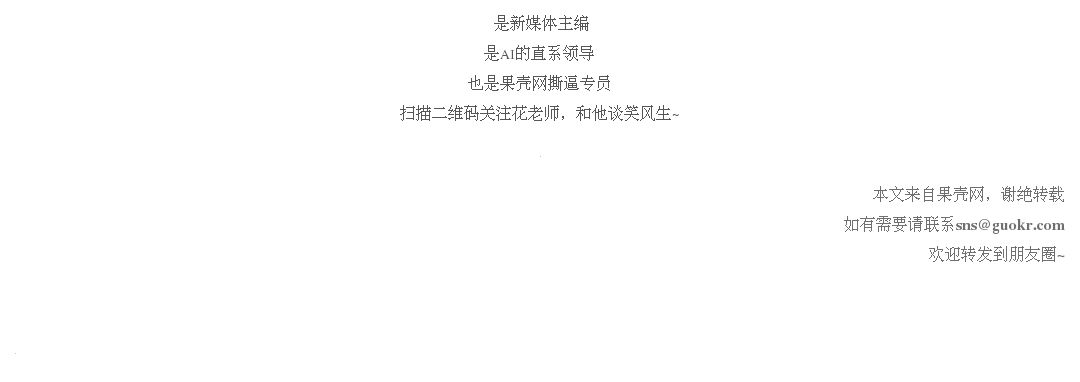 是新媒体主编
是AI的直系领导
也是果壳网撕逼专员
扫描二维码关注花老师，和他谈笑风生~
本文来自果壳网，谢绝转载
如有需要请联系sns@guokr.com
欢迎转发到朋友圈~